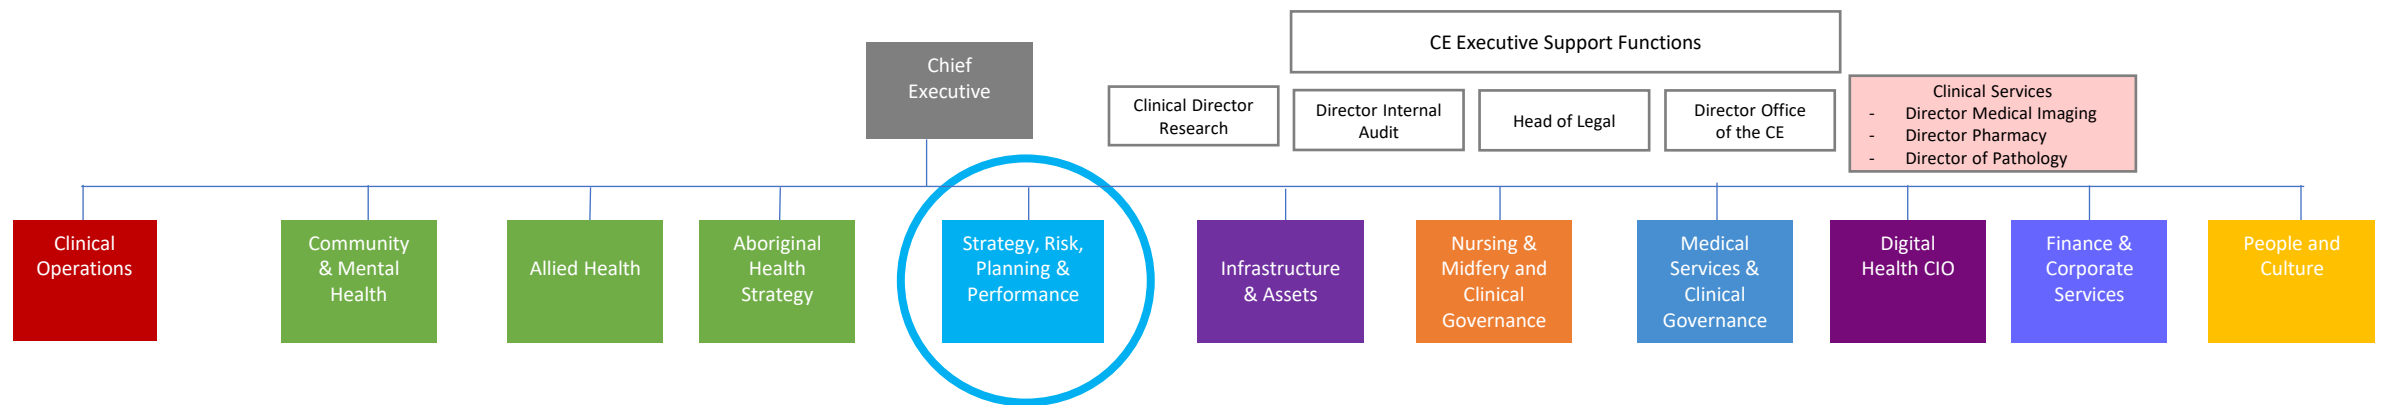 CE Executive Support Functions
Chief
Executive
Clinical Director
Research
Director Internal
Audit
Head of Legal
Director Office
of the CE
Clinical Services
- Director Medical Imaging
- Director Pharmacy
- Director of Pathology
Clinical
Operations
Community
& Mental
Health
Allied Health
Aboriginal
Health
Strategy
Strategy, Risk,
Planning &
Performance
Infrastructure
& Assets
Nursing &
Midfery and
Clinical
Governance
Medical
Services &
Clinical
Governance
Digital
Health CIO
Finance &
Corporate
Services
People and
Culture